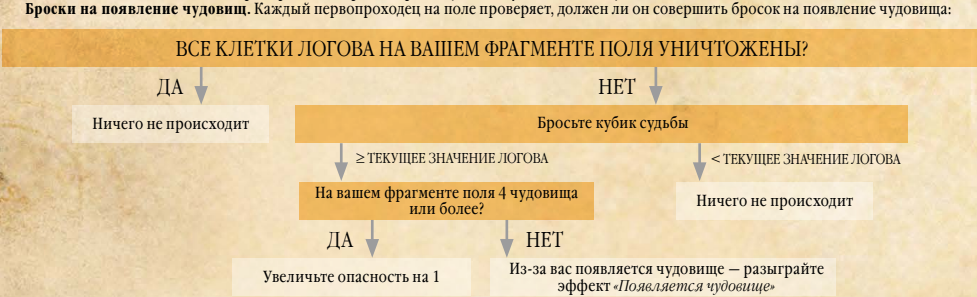 Броски на появление чудовищ. Каждый первопроходец на поле проверяет, должен ли он совершить бросок на появление чудовища:
ВСЕ КЛЕТКИ ЛОГОВА НА ВАШЕМ ФРАГМЕНТЕ ПОЛЯ УНИЧТОЖЕНЫ?
ДА
НЕТ
Ничего не происходит
Бросьте кубик судьбы
≥ ТЕКУЩЕЕ ЗНАЧЕНИЕ ЛОГОВА
< ТЕКУЩЕЕ ЗНАЧЕНИЕ ЛОГОВА
На вашем фрагменте поля 4 чудовища
или более?
Ничего не происходит
ДА
НЕТ
Увеличьте опасность на 1
Из-за вас появляется чудовище — разыграйте
эффект «Появляется чудовище»